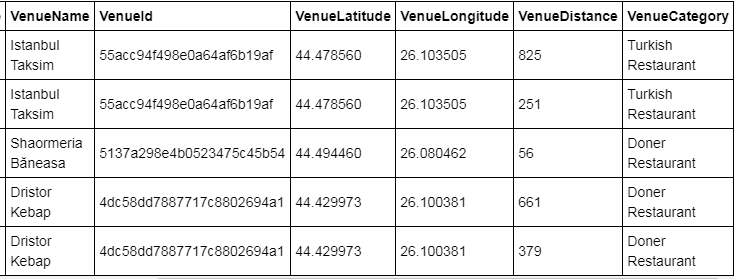 VenueName VenueId VenueLatitude VenueLongitude VenueDistance VenueCategory
Istanbul Taksim 55acc94f498e0a64af6b19af 44.478560 26.103505 825 Turkish Restaurant
Istanbul Taksim 55acc94f498e0a64af6b19af 44.478560 26.103505 251 Turkish Restaurant
Shaormeria Băneasa 5137a298e4b0523475c45b54 44.494460 26.080462 56 Doner Restaurant
Dristor Kebap 4dc58dd7887717c8802694a1 44.429973 26.100381 661 Doner Restaurant
Dristor Kebap 4dc58dd7887717c8802694a1 44.429973 26.100381 379 Doner Restaurant